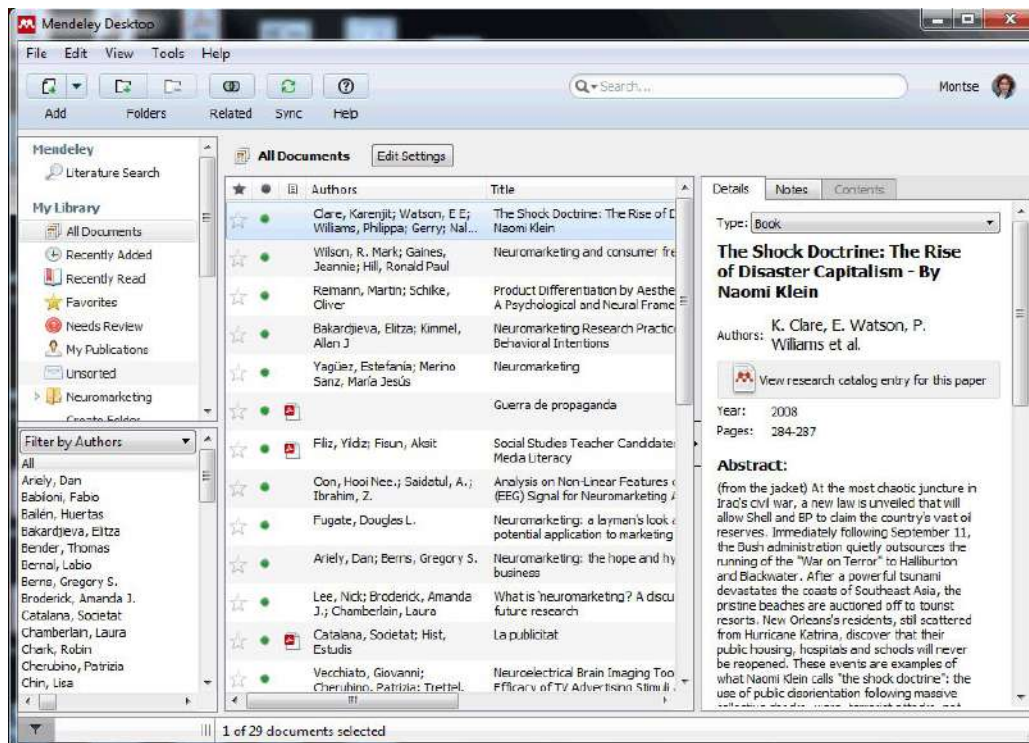 Mendeley Desktop
File Edit View Tools Help
Search...
Montse
Add Folders Related Sync Help
Mendeley
Literature Search
My Library
All Documents
Recently Added
Recently Read
Favorites
Needs Review
My Publications
Unsorted
Neuromarketing
Create Folder
Filter by Authors
All
Ariely, Dan
Babiloni, Fabio
Bailén, Huertas
Bakardjieva, Elitza
Bender, Thomas
Bernal, Labio
Berns, Gregory S.
Broderick, Amanda J.
Catalana, Societat
Chamberlain, Laura
Chark, Robin
Cherubino, Patrizia
Chin, Lisa
All Documents Edit Settings
Authors Title
Clare, Karenjit; Watson, E E; The Shock Doctrine: The Rise of D
Williams, Philippa; Gerry; Nal... Naomi Klein
Wilson, R. Mark; Gaines, Neuromarketing and consumer fre
Jeannie; Hill, Ronald Paul
Reimann, Martin; Schilke, Product Differentiation by Aesthe
Oliver A Psychological and Neural Frame
Bakardjieva, Elitza; Kimmel, Neuromarketing Research Practic
Allan J Behavioral Intentions
Yagüez, Estefanía; Merino Neuromarketing
Sanz, María Jesús
Guerra de propaganda
Filiz, Yildiz; Fisun, Aksit Social Studies Teacher Candidate
Media Literacy
Oon, Hooi Nee.; Saidatul, A.; Analysis on Non-Linear Features
Ibrahim, Z. (EEG) Signal for Neuromarketing A
Fugate, Douglas L. Neuromarketing: a layman's look a
potential application to marketing
Ariely, Dan; Berns, Gregory S. Neuromarketing: the hope and hy
business
Lee, Nick; Broderick, Amanda What is 'neuromarketing'? A discu
J.; Chamberlain, Laura future research
Catalana, Societat; Hist, La publicitat
Estudis
Vecchiato, Giovanni; Neuroelectrical Brain Imaging Too
Cherubino, Patrizia; Trettel, Efficacy of TV Advertising Stimuli
Details Notes Contents
Type: Book
The Shock Doctrine: The Rise
of Disaster Capitalism - By
Naomi Klein
Authors: K. Clare, E. Watson, P.
Williams et al.
View research catalog entry for this paper
Year: 2008
Pages: 284-287
Abstract:
(from the jacket) At the most chaotic juncture in
Iraq's civil war, a new law is unveiled that will
allow Shell and BP to claim the country's vast oil
reserves. Immediately following September 11,
the Bush administration quietly outsources the
running of the "War on Terror" to Halliburton
and Blackwater. After a powerful tsunami
devastates the coasts of Southeast Asia, the
pristine beaches are auctioned off to tourist
resorts. New Orleans's residents, still scattered
from Hurricane Katrina, discover that their
public housing, hospitals and schools will never
be reopened. These events are examples of
what Naomi Klein calls "the shock doctrine": the
use of public disorientation following massive
1 of 29 documents selected